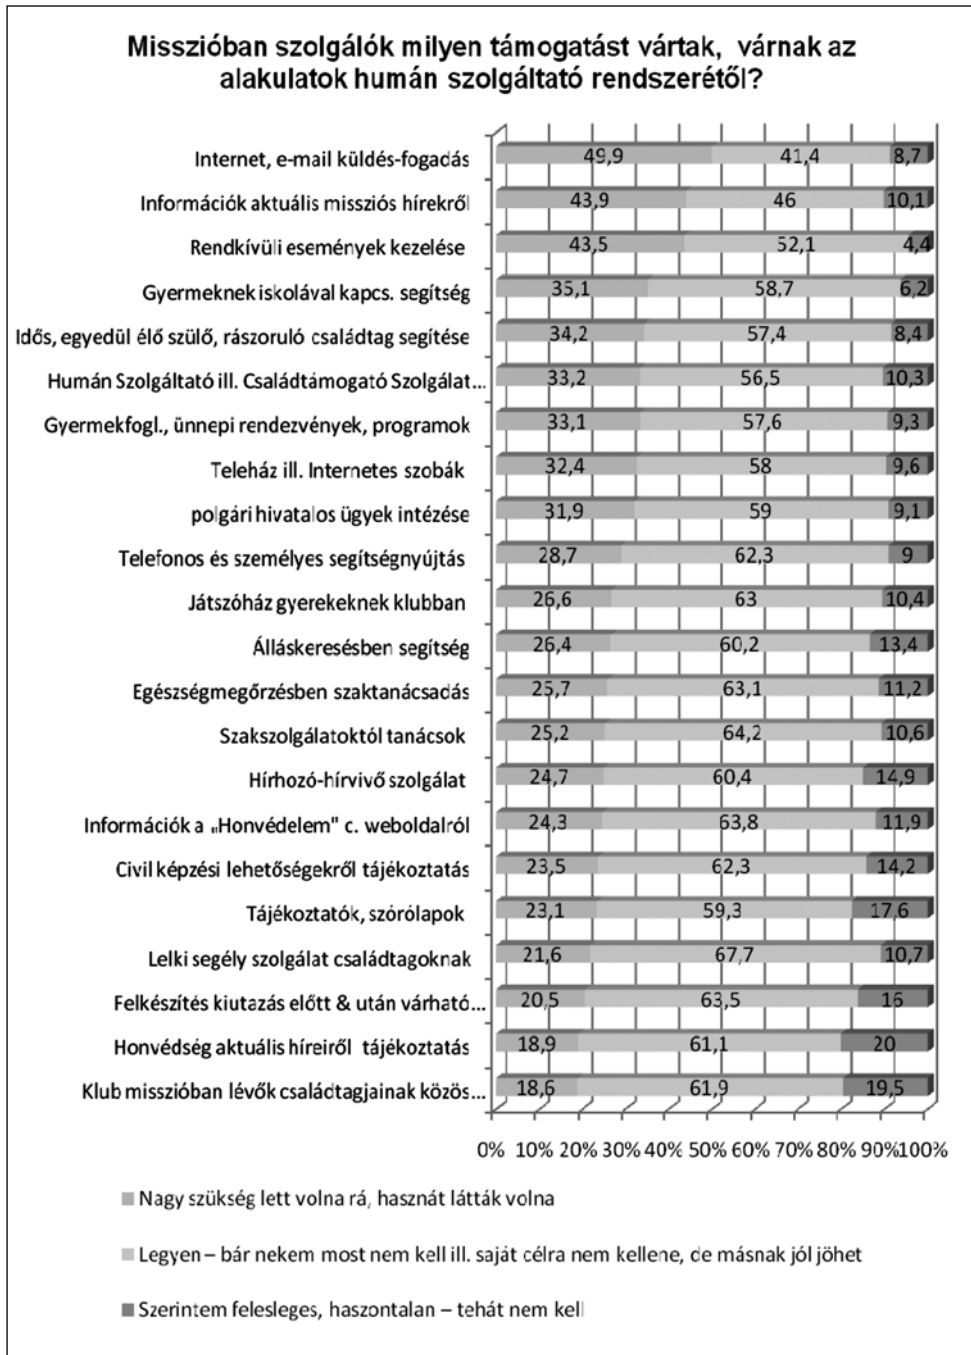 Misszióban szolgálók milyen támogatást vártak, várnak az
alakulatok humán szolgáltató rendszerétől?
Internet, e-mail küldés-fogadás 49,9 41,4 8,7
Információk aktuális missziós hírekről 43,9 46 10,1
Rendkívüli események kezelése 43,5 52,1 4,4
Gyermeknek iskolával kapcs. segítség 35,1 58,7 6,2
Idős, egyedül élő szülő, rászoruló családtag segítése 34,2 57,4 8,4
Humán Szolgáltató ill. Családtámogató Szolgálat... 33,2 56,5 10,3
Gyermekfogl., ünnepi rendezvények, programok 33,1 57,6 9,3
Teleház ill. Internetes szobák 32,4 58 9,6
polgári hivatalos ügyek intézése 31,9 59 9,1
Telefonos és személyes segítségnyújtás 28,7 62,3 9
Játszóház gyerekeknek klubban 26,6 63 10,4
Álláskeresésben segítség 26,4 60,2 13,4
Egészségmegőrzésben szaktanácsadás 25,7 63,1 11,2
Szakszolgálatoktól tanácsok 25,2 64,2 10,6
Hírhozó-hírvivő szolgálat 24,7 60,4 14,9
Információk a „Honvédelem" c. weboldalról 24,3 63,8 11,9
Civil képzési lehetőségekről tájékoztatás 23,5 62,3 14,2
Tájékoztatók, szórólapok 23,1 59,3 17,6
Lelki segély szolgálat családtagoknak 21,6 67,7 10,7
Felkészítés kiutazás előtt & után várható... 20,5 63,5 16
Honvédség aktuális híreiről tájékoztatás 18,9 61,1 20
Klub misszióban lévők családtagjainak közös... 18,6 61,9 19,5
0% 10% 20% 30% 40% 50% 60% 70% 80% 90% 100%
Nagy szükség lett volna rá, hasznát látták volna
Legyen – bár nekem most nem kell ill. saját célra nem kellene, de másnak jól jöhet
Szerintem felesleges, haszontalan – tehát nem kell